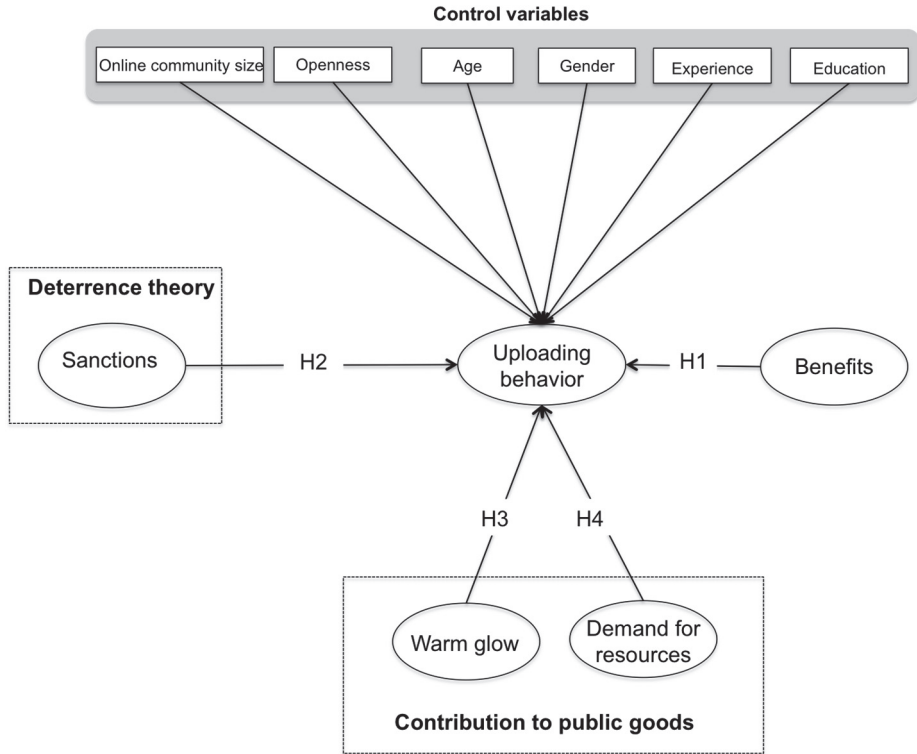 Control variables
Online community size
Openness
Age
Gender
Experience
Education
Deterrence theory
Sanctions
H2
Uploading
behavior
H1
Benefits
H3
H4
Warm glow
Demand for
resources
Contribution to public goods